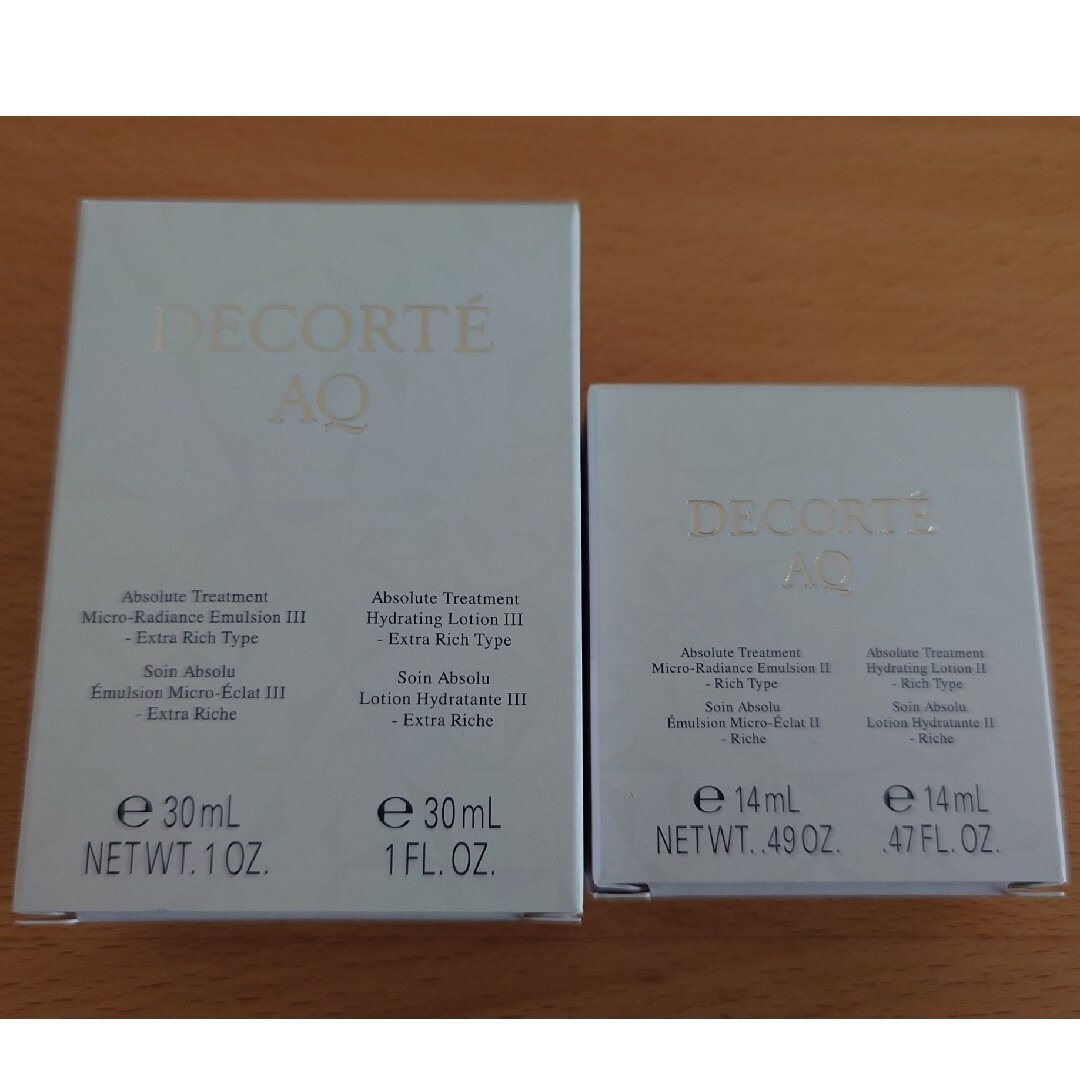 DECORTÉ
AQ
Absolute Treatment
Micro-Radiance Emulsion III
- Extra Rich Type
Soin Absolu
Émulsion Micro-Éclat III
- Extra Riche
℮ 30mL
NET WT. 1 OZ.
Absolute Treatment
Hydrating Lotion III
- Extra Rich Type
Soin Absolu
Lotion Hydratante III
- Extra Riche
℮ 30mL
1 FL. OZ.
DECORTÉ
AQ
Absolute Treatment
Micro-Radiance Emulsion II
- Rich Type
Soin Absolu
Émulsion Micro-Éclat II
- Riche
℮ 14mL
NET WT. .49 OZ.
Absolute Treatment
Hydrating Lotion II
- Rich Type
Soin Absolu
Lotion Hydratante II
- Riche
℮ 14mL
.47 FL. OZ.